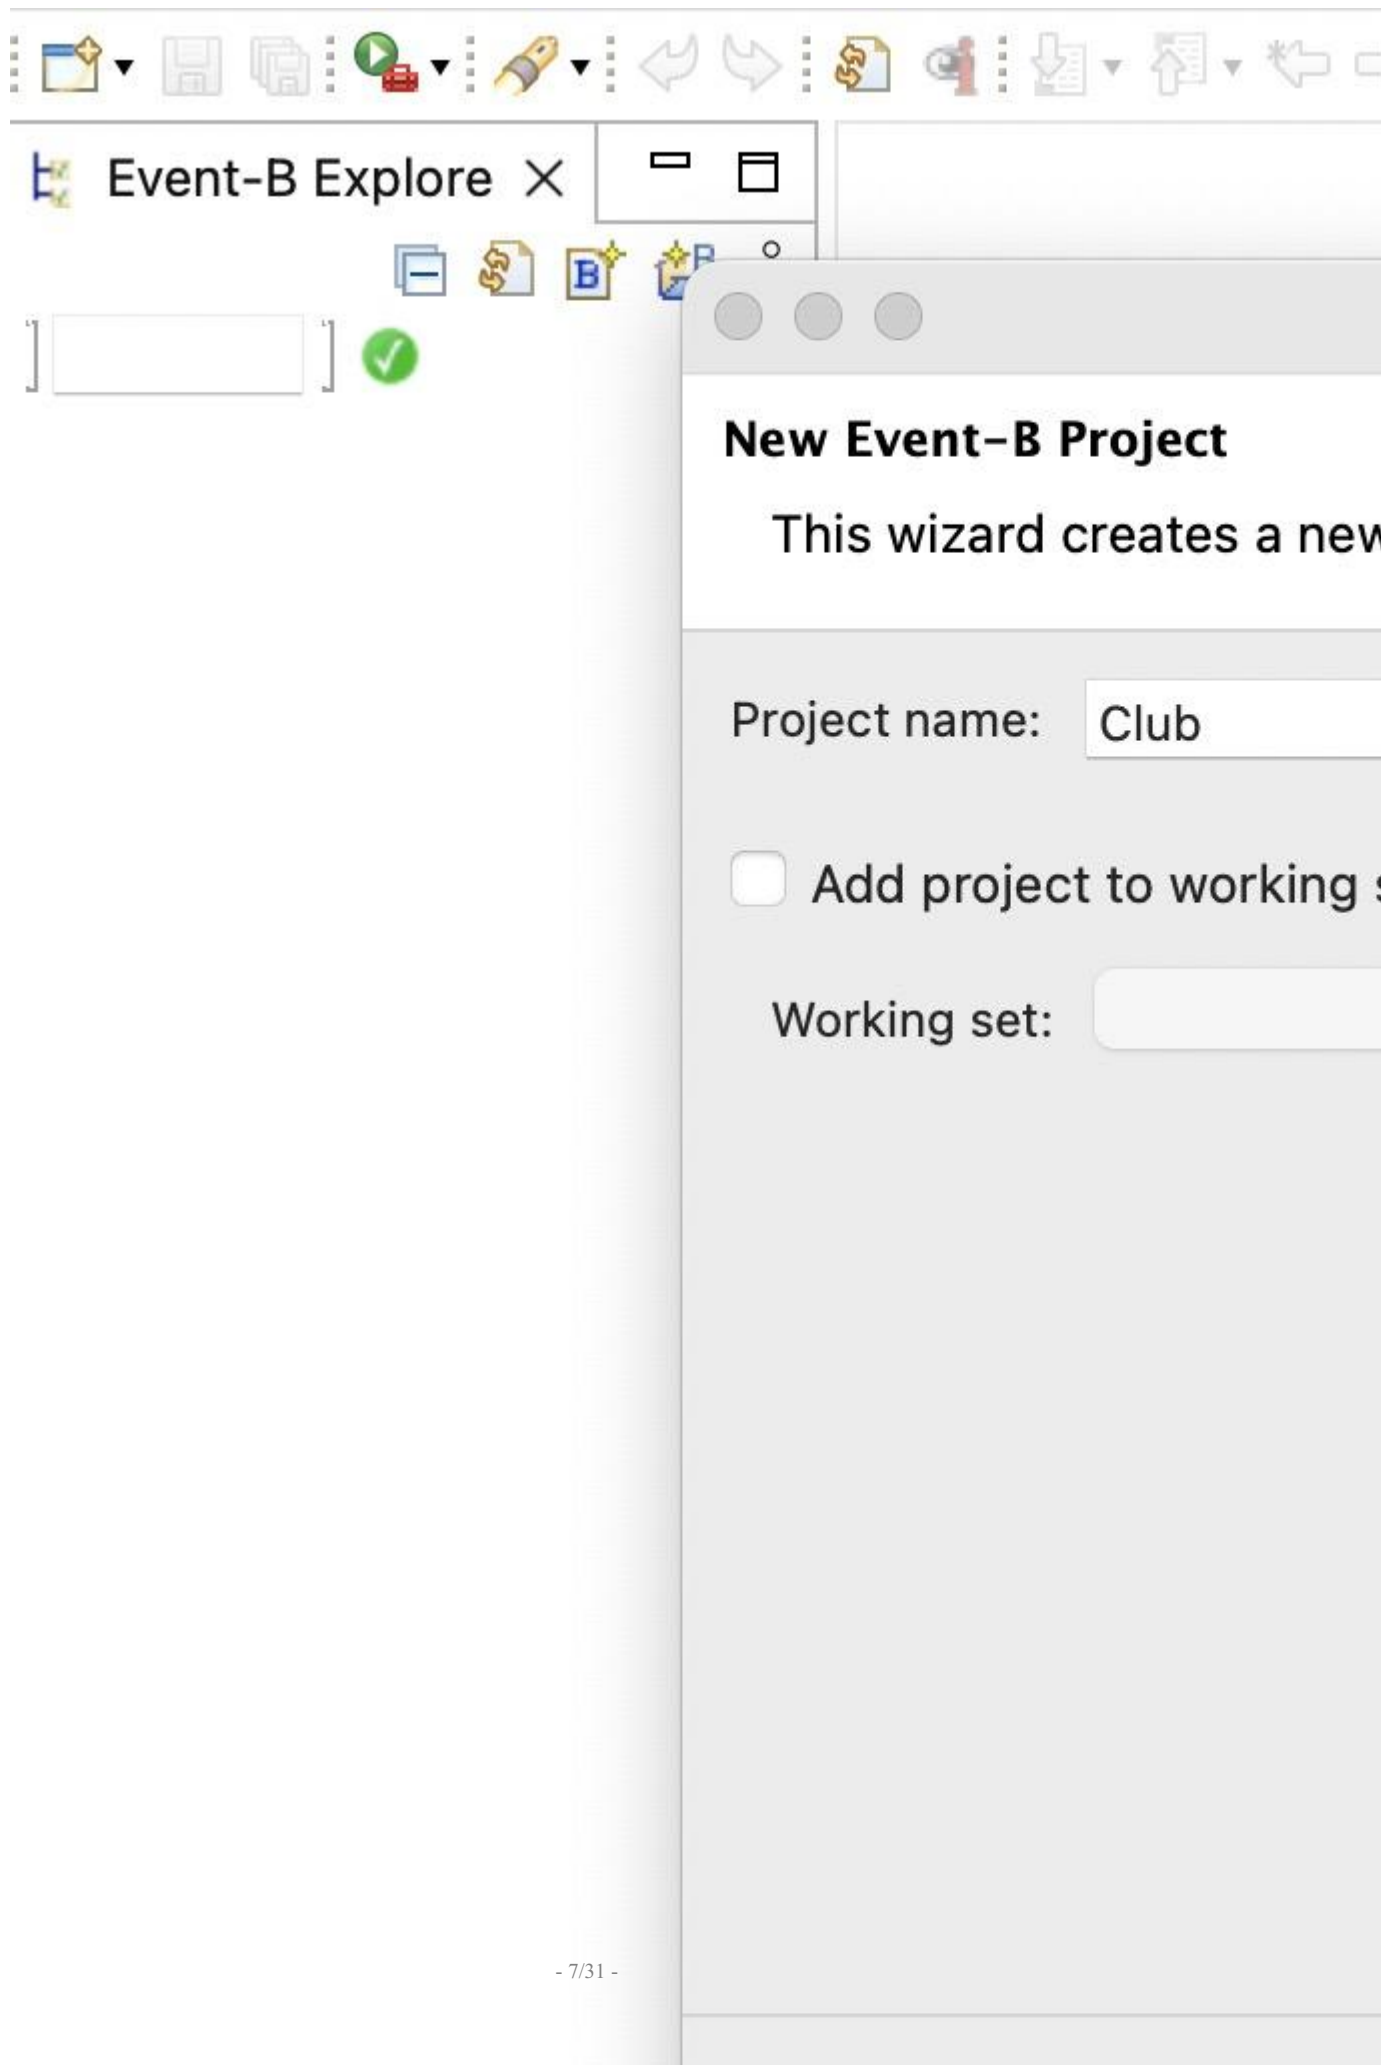 Event-B Explore
New Event-B Project
This wizard creates a new
Project name: Club
Add project to working
Working set:
- 7/31 -